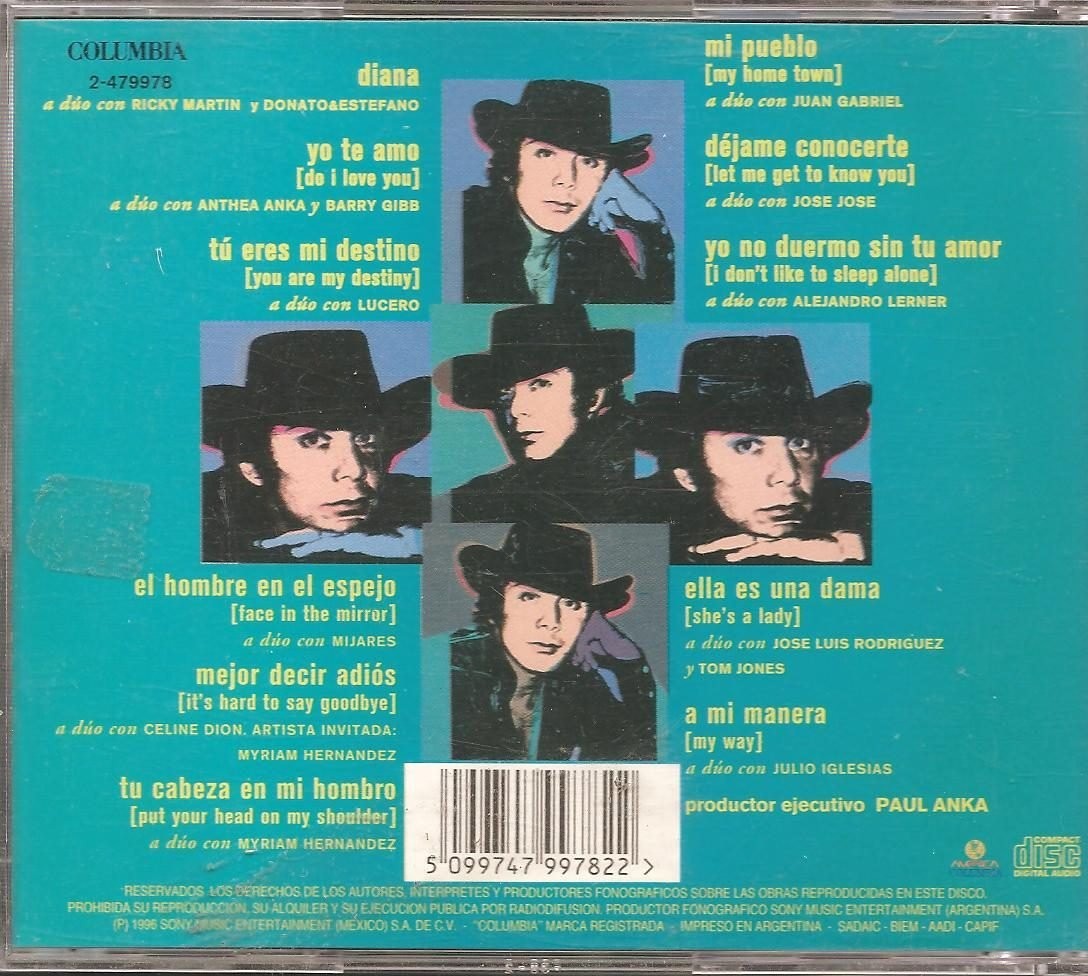 COLUMBIA
2-479978
diana
a dúo con RICKY MARTIN y DONATO&ESTEFANO
yo te amo
[do i love you]
a dúo con ANTHEA ANKA y BARRY GIBB
tú eres mi destino
[you are my destiny]
a dúo con LUCERO
mi pueblo
[my home town]
a dúo con JUAN GABRIEL
déjame conocerte
[let me get to know you]
a dúo con JOSE JOSE
yo no duermo sin tu amor
[i don't like to sleep alone]
a dúo con ALEJANDRO LERNER
el hombre en el espejo
[face in the mirror]
a dúo con MIJARES
mejor decir adiós
[it's hard to say goodbye]
a dúo con CELINE DION. ARTISTA INVITADA:
MYRIAM HERNANDEZ
tu cabeza en mi hombro
[put your head on my shoulder]
a dúo con MYRIAM HERNANDEZ
ella es una dama
[she's a lady]
a dúo con JOSE LUIS RODRIGUEZ
y TOM JONES
a mi manera
[my way]
a dúo con JULIO IGLESIAS
productor ejecutivo PAUL ANKA
5 099747 997822 >
AMERICA
COLUMBIA
COMPACT
disc
DIGITAL AUDIO
RESERVADOS LOS DERECHOS DE LOS AUTORES, INTERPRETES Y PRODUCTORES FONOGRAFICOS SOBRE LAS OBRAS REPRODUCIDAS EN ESTE DISCO.
PROHIBIDA SU REPRODUCCION, SU ALQUILER Y SU EJECUCION PUBLICA POR RADIODIFUSION. PRODUCTOR FONOGRAFICO SONY MUSIC ENTERTAINMENT (ARGENTINA) S.A.
(P) 1996 SONY MUSIC ENTERTAINMENT (MEXICO) S.A. DE C.V. - "COLUMBIA" MARCA REGISTRADA - IMPRESO EN ARGENTINA - SADAIC - BIEM - AADI - CAPIF